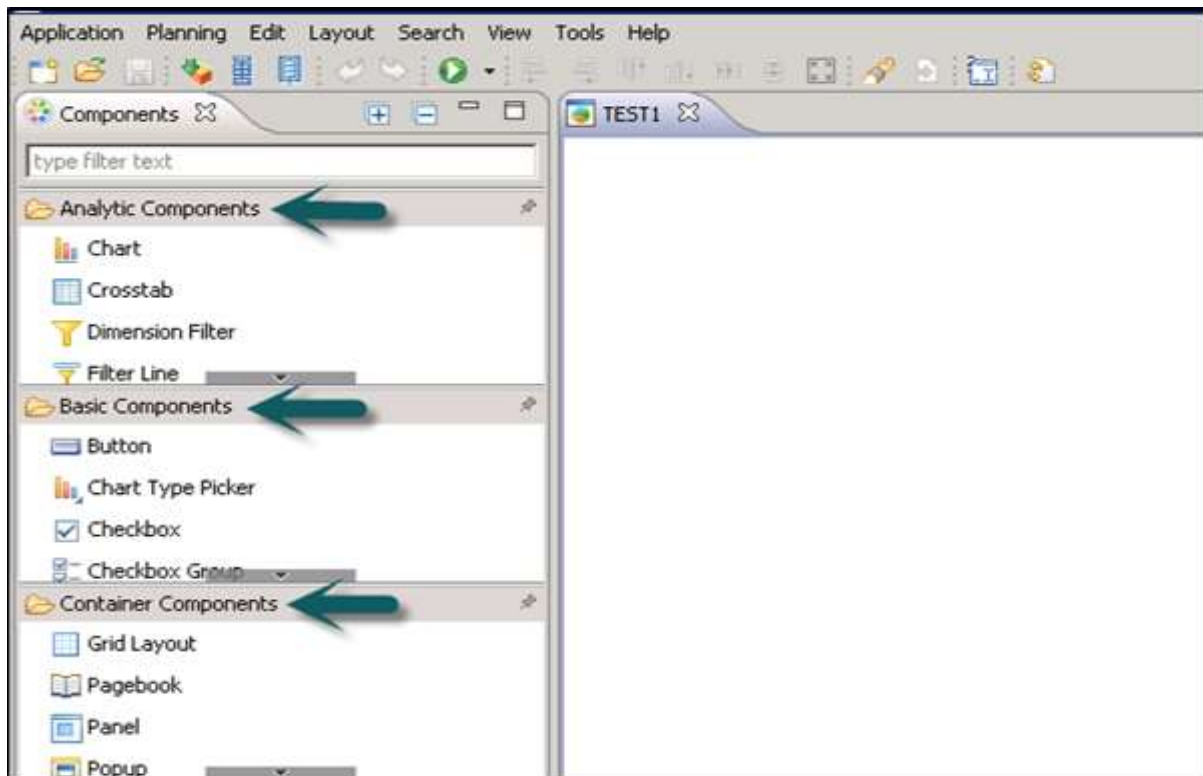 Application Planning Edit Layout Search View Tools Help
Components
TEST1
type filter text
Analytic Components
Chart
Crosstab
Dimension Filter
Filter Line
Basic Components
Button
Chart Type Picker
Checkbox
Checkbox Group
Container Components
Grid Layout
Pagebook
Panel
Popup